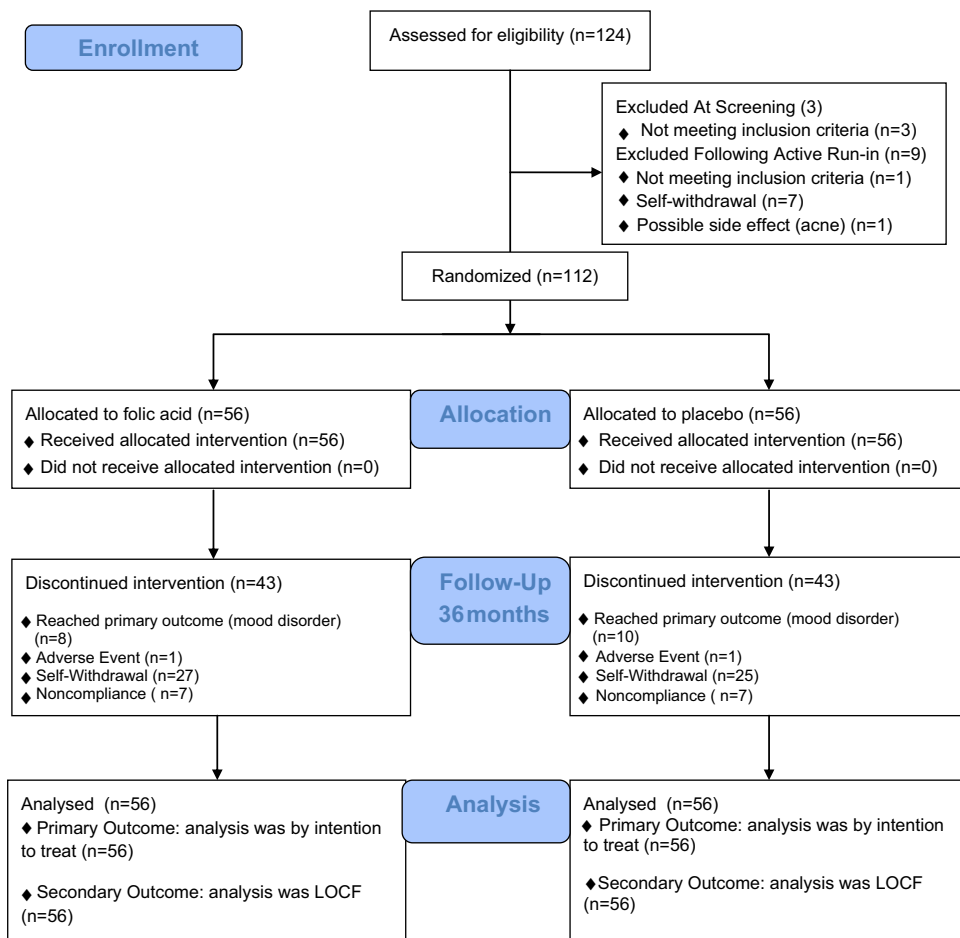 Enrollment
Assessed for eligibility (n=124)
Excluded At Screening (3)
♦ Not meeting inclusion criteria (n=3)
Excluded Following Active Run-in (n=9)
♦ Not meeting inclusion criteria (n=1)
♦ Self-withdrawal (n=7)
♦ Possible side effect (acne) (n=1)
Randomized (n=112)
Allocation
Allocated to folic acid (n=56)
♦ Received allocated intervention (n=56)
♦ Did not receive allocated intervention (n=0)
Allocated to placebo (n=56)
♦ Received allocated intervention (n=56)
♦ Did not receive allocated intervention (n=0)
Follow-Up
36months
Discontinued intervention (n=43)
♦ Reached primary outcome (mood disorder)
(n=8)
♦ Adverse Event (n=1)
♦ Self-Withdrawal (n=27)
♦ Noncompliance ( n=7)
Discontinued intervention (n=43)
♦ Reached primary outcome (mood disorder)
(n=10)
♦ Adverse Event (n=1)
♦ Self-Withdrawal (n=25)
♦ Noncompliance ( n=7)
Analysis
Analysed (n=56)
♦ Primary Outcome: analysis was by intention
to treat (n=56)
♦ Secondary Outcome: analysis was LOCF
(n=56)
Analysed (n=56)
♦ Primary Outcome: analysis was by intention
to treat (n=56)
♦Secondary Outcome: analysis was LOCF
(n=56)